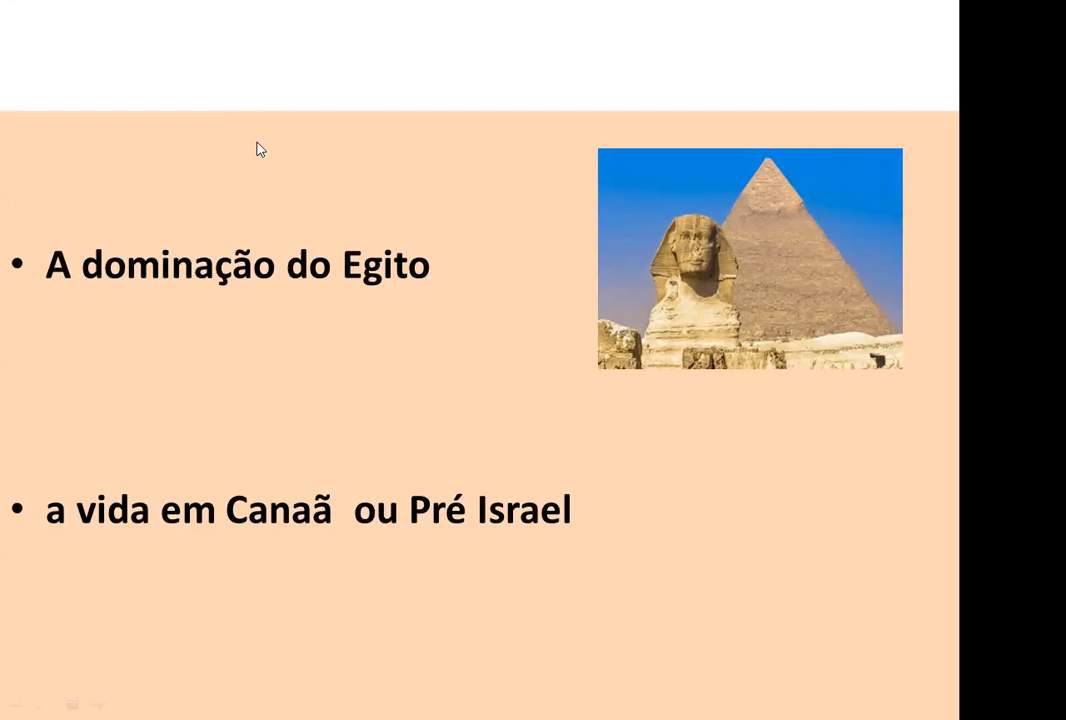 • A dominação do Egito
• a vida em Canaã  ou Pré Israel